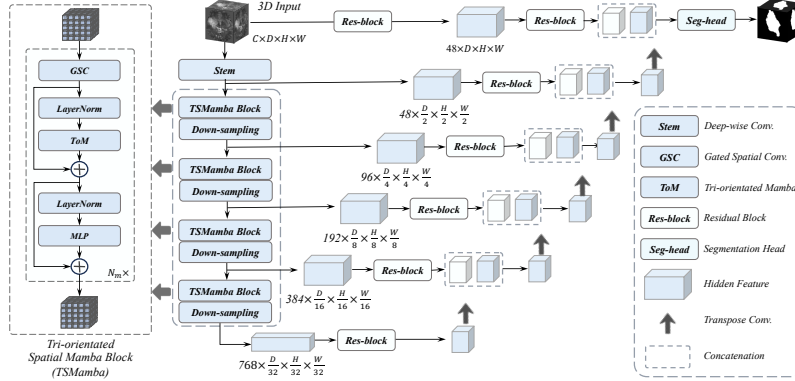 3D Input
C×D×H×W
Res-block
48×D×H×W
Res-block
Seg-head
GSC
LayerNorm
ToM
LayerNorm
MLP
N_m×
Tri-orientated
Spatial Mamba Block
(TSMamba)
Stem
TSMamba Block
Down-sampling
TSMamba Block
Down-sampling
TSMamba Block
Down-sampling
TSMamba Block
Down-sampling
48×D/2×H/2×W/2
Res-block
96×D/4×H/4×W/4
Res-block
192×D/8×H/8×W/8
Res-block
384×D/16×H/16×W/16
Res-block
768×D/32×H/32×W/32
Res-block
Stem Deep-wise Conv.
GSC Gated Spatial Conv.
ToM Tri-orientated Mamba
Res-block Residual Block
Seg-head Segmentation Head
Hidden Feature
Transpose Conv.
Concatenation